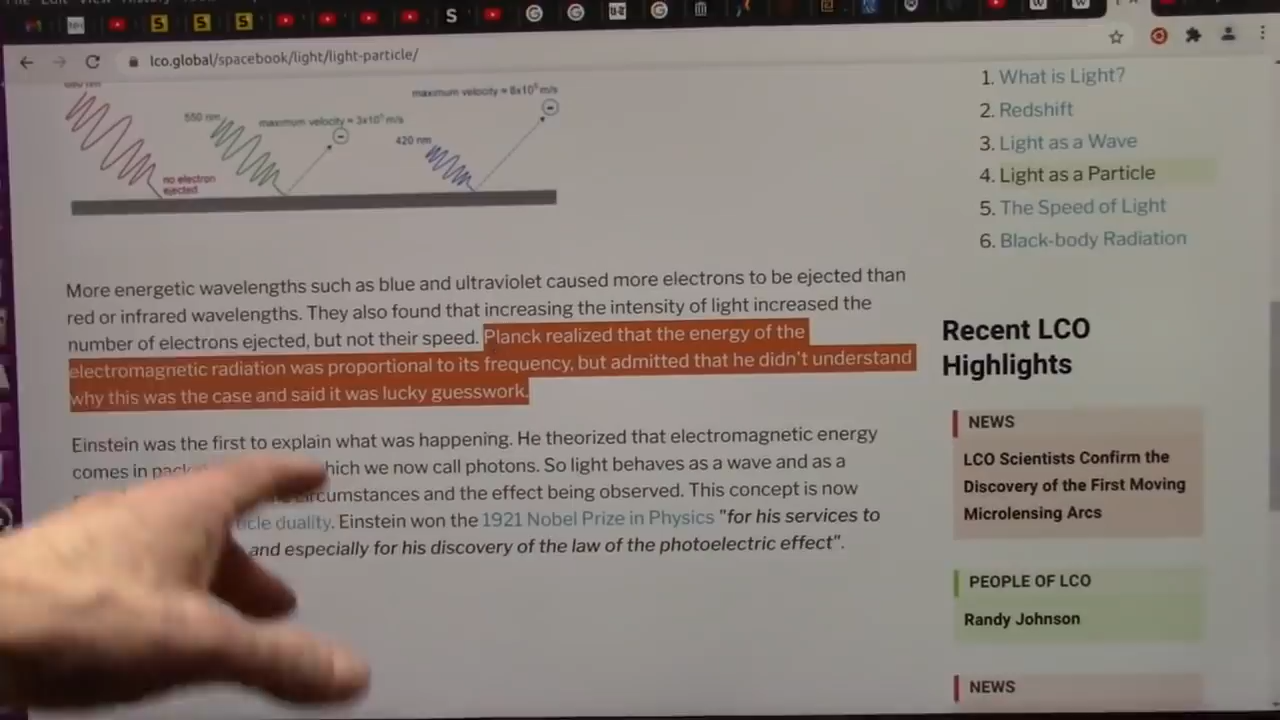 lco.global/spacebook/light/light-particle/
maximum velocity = 8x10⁵ m/s
550 nm
maximum velocity = 3x10⁵ m/s
420 nm
no electron
ejected
More energetic wavelengths such as blue and ultraviolet caused more electrons to be ejected than
red or infrared wavelengths. They also found that increasing the intensity of light increased the
number of electrons ejected, but not their speed. Planck realized that the energy of the
electromagnetic radiation was proportional to its frequency, but admitted that he didn't understand
why this was the case and said it was lucky guesswork.
Einstein was the first to explain what was happening. He theorized that electromagnetic energy
comes in which we now call photons. So light behaves as a wave and as a
circumstances and the effect being observed. This concept is now
duality. Einstein won the 1921 Nobel Prize in Physics "for his services to
and especially for his discovery of the law of the photoelectric effect".
1. What is Light?
2. Redshift
3. Light as a Wave
4. Light as a Particle
5. The Speed of Light
6. Black-body Radiation
Recent LCO
Highlights
NEWS
LCO Scientists Confirm the
Discovery of the First Moving
Microlensing Arcs
PEOPLE OF LCO
Randy Johnson
NEWS